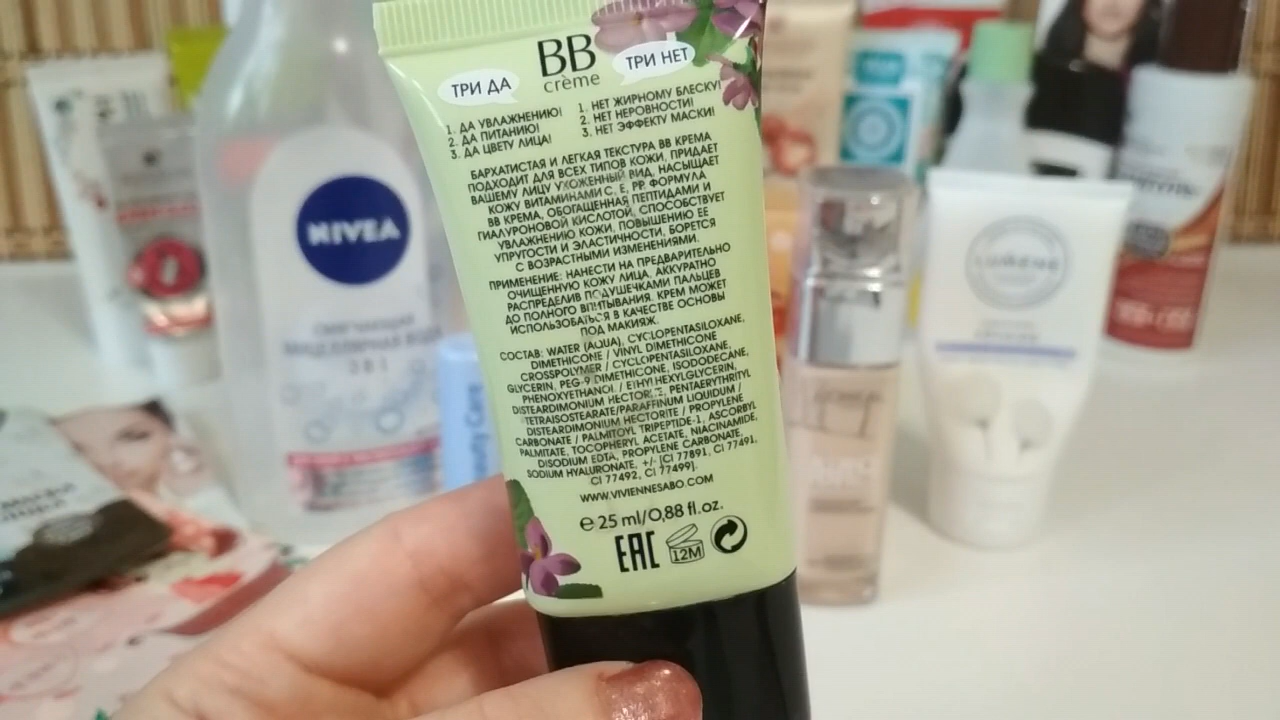 BB
crème
ТРИ ДА
ТРИ НЕТ
1. ДА УВЛАЖНЕНИЮ!
2. ДА ПИТАНИЮ!
3. ДА ЦВЕТУ ЛИЦА!
1. НЕТ ЖИРНОМУ БЛЕСКУ!
2. НЕТ НЕРОВНОСТИ!
3. НЕТ ЭФФЕКТУ МАСКИ!
БАРХАТИСТАЯ И ЛЕГКАЯ ТЕКСТУРА BB КРЕМА
ПОДХОДИТ ДЛЯ ВСЕХ ТИПОВ КОЖИ, ПРИДАЕТ
ВАШЕМУ ЛИЦУ УХОЖЕННЫЙ ВИД, НАСЫЩАЕТ
КОЖУ ВИТАМИНАМИ С, Е, РР. ФОРМУЛА
BB КРЕМА, ОБОГАЩЕННАЯ ПЕПТИДАМИ И
ГИАЛУРОНОВОЙ КИСЛОТОЙ, СПОСОБСТВУЕТ
УВЛАЖНЕНИЮ КОЖИ, ПОВЫШЕНИЮ ЕЕ
УПРУГОСТИ И ЭЛАСТИЧНОСТИ, БОРЕТСЯ
С ВОЗРАСТНЫМИ ИЗМЕНЕНИЯМИ.
ПРИМЕНЕНИЕ: НАНЕСТИ НА ПРЕДВАРИТЕЛЬНО
ОЧИЩЕННУЮ КОЖУ ЛИЦА, АККУРАТНО
РАСПРЕДЕЛИВ ПОДУШЕЧКАМИ ПАЛЬЦЕВ
ДО ПОЛНОГО ВПИТЫВАНИЯ. КРЕМ МОЖЕТ
ИСПОЛЬЗОВАТЬСЯ В КАЧЕСТВЕ ОСНОВЫ
ПОД МАКИЯЖ.
СОСТАВ: WATER (AQUA), CYCLOPENTASILOXANE,
DIMETHICONE / VINYL DIMETHICONE
CROSSPOLYMER / CYCLOPENTASILOXANE,
GLYCERIN, PEG-9 DIMETHICONE, ISODODECANE,
PHENOXYETHANOL / ETHYLHEXYLGLYCERIN,
DISTEARDIMONIUM HECTORITE, PENTAERYTHRITYL
TETRAISOSTEARATE/PARAFFINUM LIQUIDUM /
DISTEARDIMONIUM HECTORITE / PROPYLENE
CARBONATE / PALMITOYL TRIPEPTIDE-1, ASCORBYL
PALMITATE, TOCOPHERYL ACETATE, NIACINAMIDE,
DISODIUM EDTA, PROPYLENE CARBONATE,
SODIUM HYALURONATE, +/- [CI 77891, CI 77491,
CI 77492, CI 77499].
WWW.VIVIENNESABO.COM
℮ 25 ml/0,88 fl.oz.
EAC
12M
NIVEA
СМЯГЧАЮЩАЯ
МИЦЕЛЛЯРНАЯ ВОДА
3 В 1
LUMENE